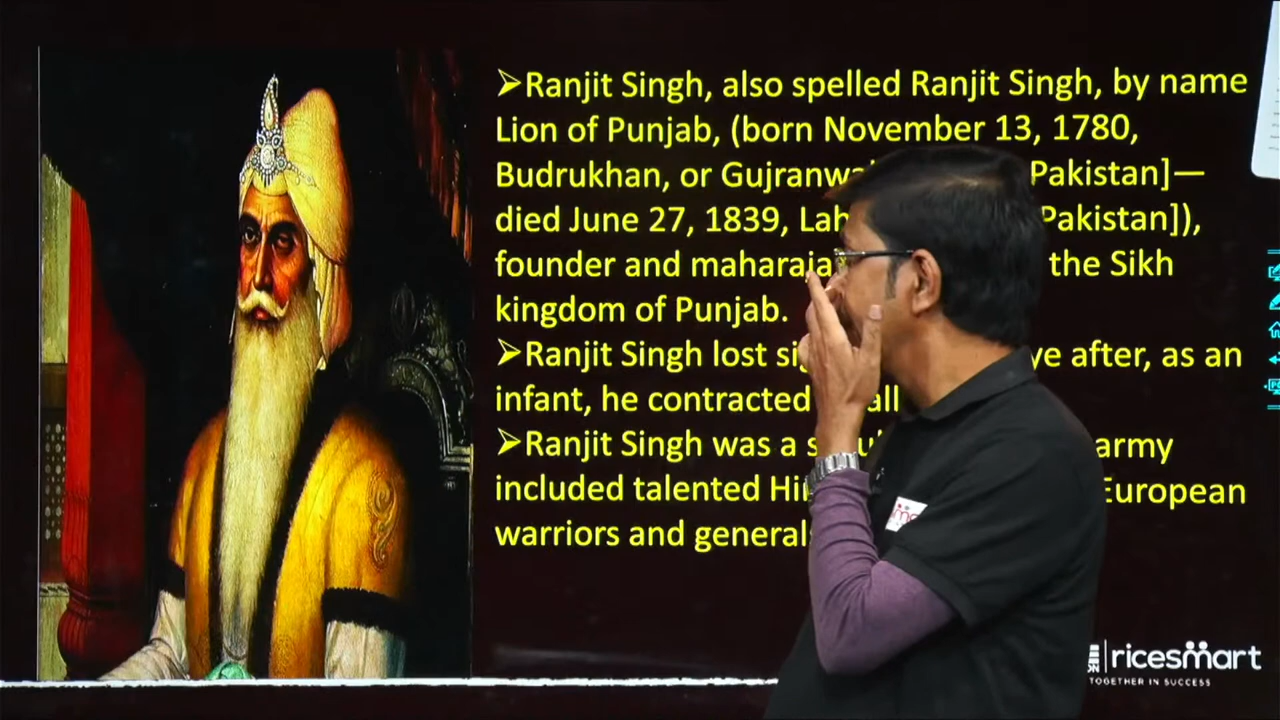 ➢Ranjit Singh, also spelled Ranjit Singh, by name
Lion of Punjab, (born November 13, 1780,
Budrukhan, or Gujranwa Pakistan]—
died June 27, 1839, Lah Pakistan]),
founder and maharaja the Sikh
kingdom of Punjab.
➢Ranjit Singh lost si ye after, as an
infant, he contracted all
➢Ranjit Singh was a army
included talented Hi European
warriors and general
ricesmart
TOGETHER IN SUCCESS